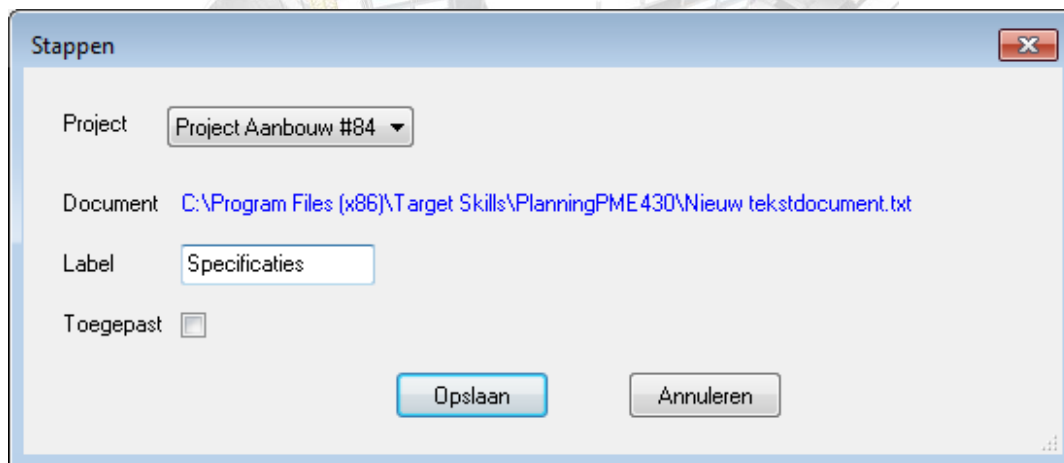 Stappen
Project Project Aanbouw #84
Document C:\Program Files (x86)\Target Skills\PlanningPME430\Nieuw tekstdocument.txt
Label Specificaties
Toegepast
Opslaan Annuleren